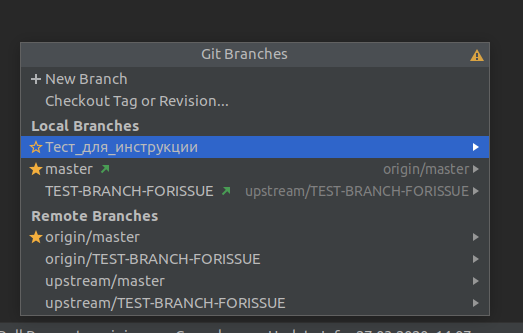 Git Branches
+ New Branch
Checkout Tag or Revision...
Local Branches
Тест_для_инструкции
master origin/master
TEST-BRANCH-FORISSUE upstream/TEST-BRANCH-FORISSUE
Remote Branches
origin/master
origin/TEST-BRANCH-FORISSUE
upstream/master
upstream/TEST-BRANCH-FORISSUE